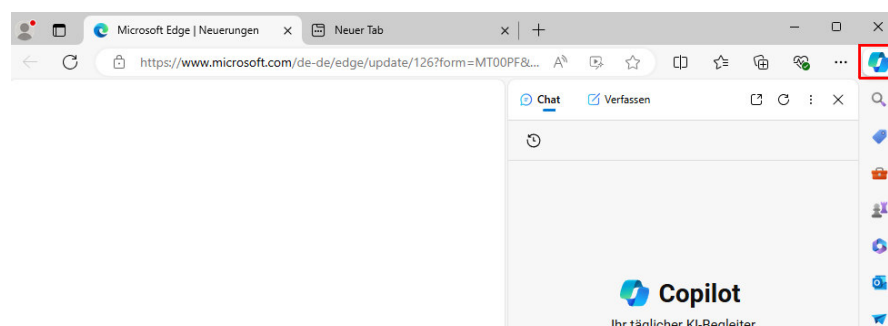 Microsoft Edge | Neuerungen
Neuer Tab
https://www.microsoft.com/de-de/edge/update/126?form=MT00PF&...
Chat
Verfassen
Copilot
Ihr täglicher KI-Begleiter